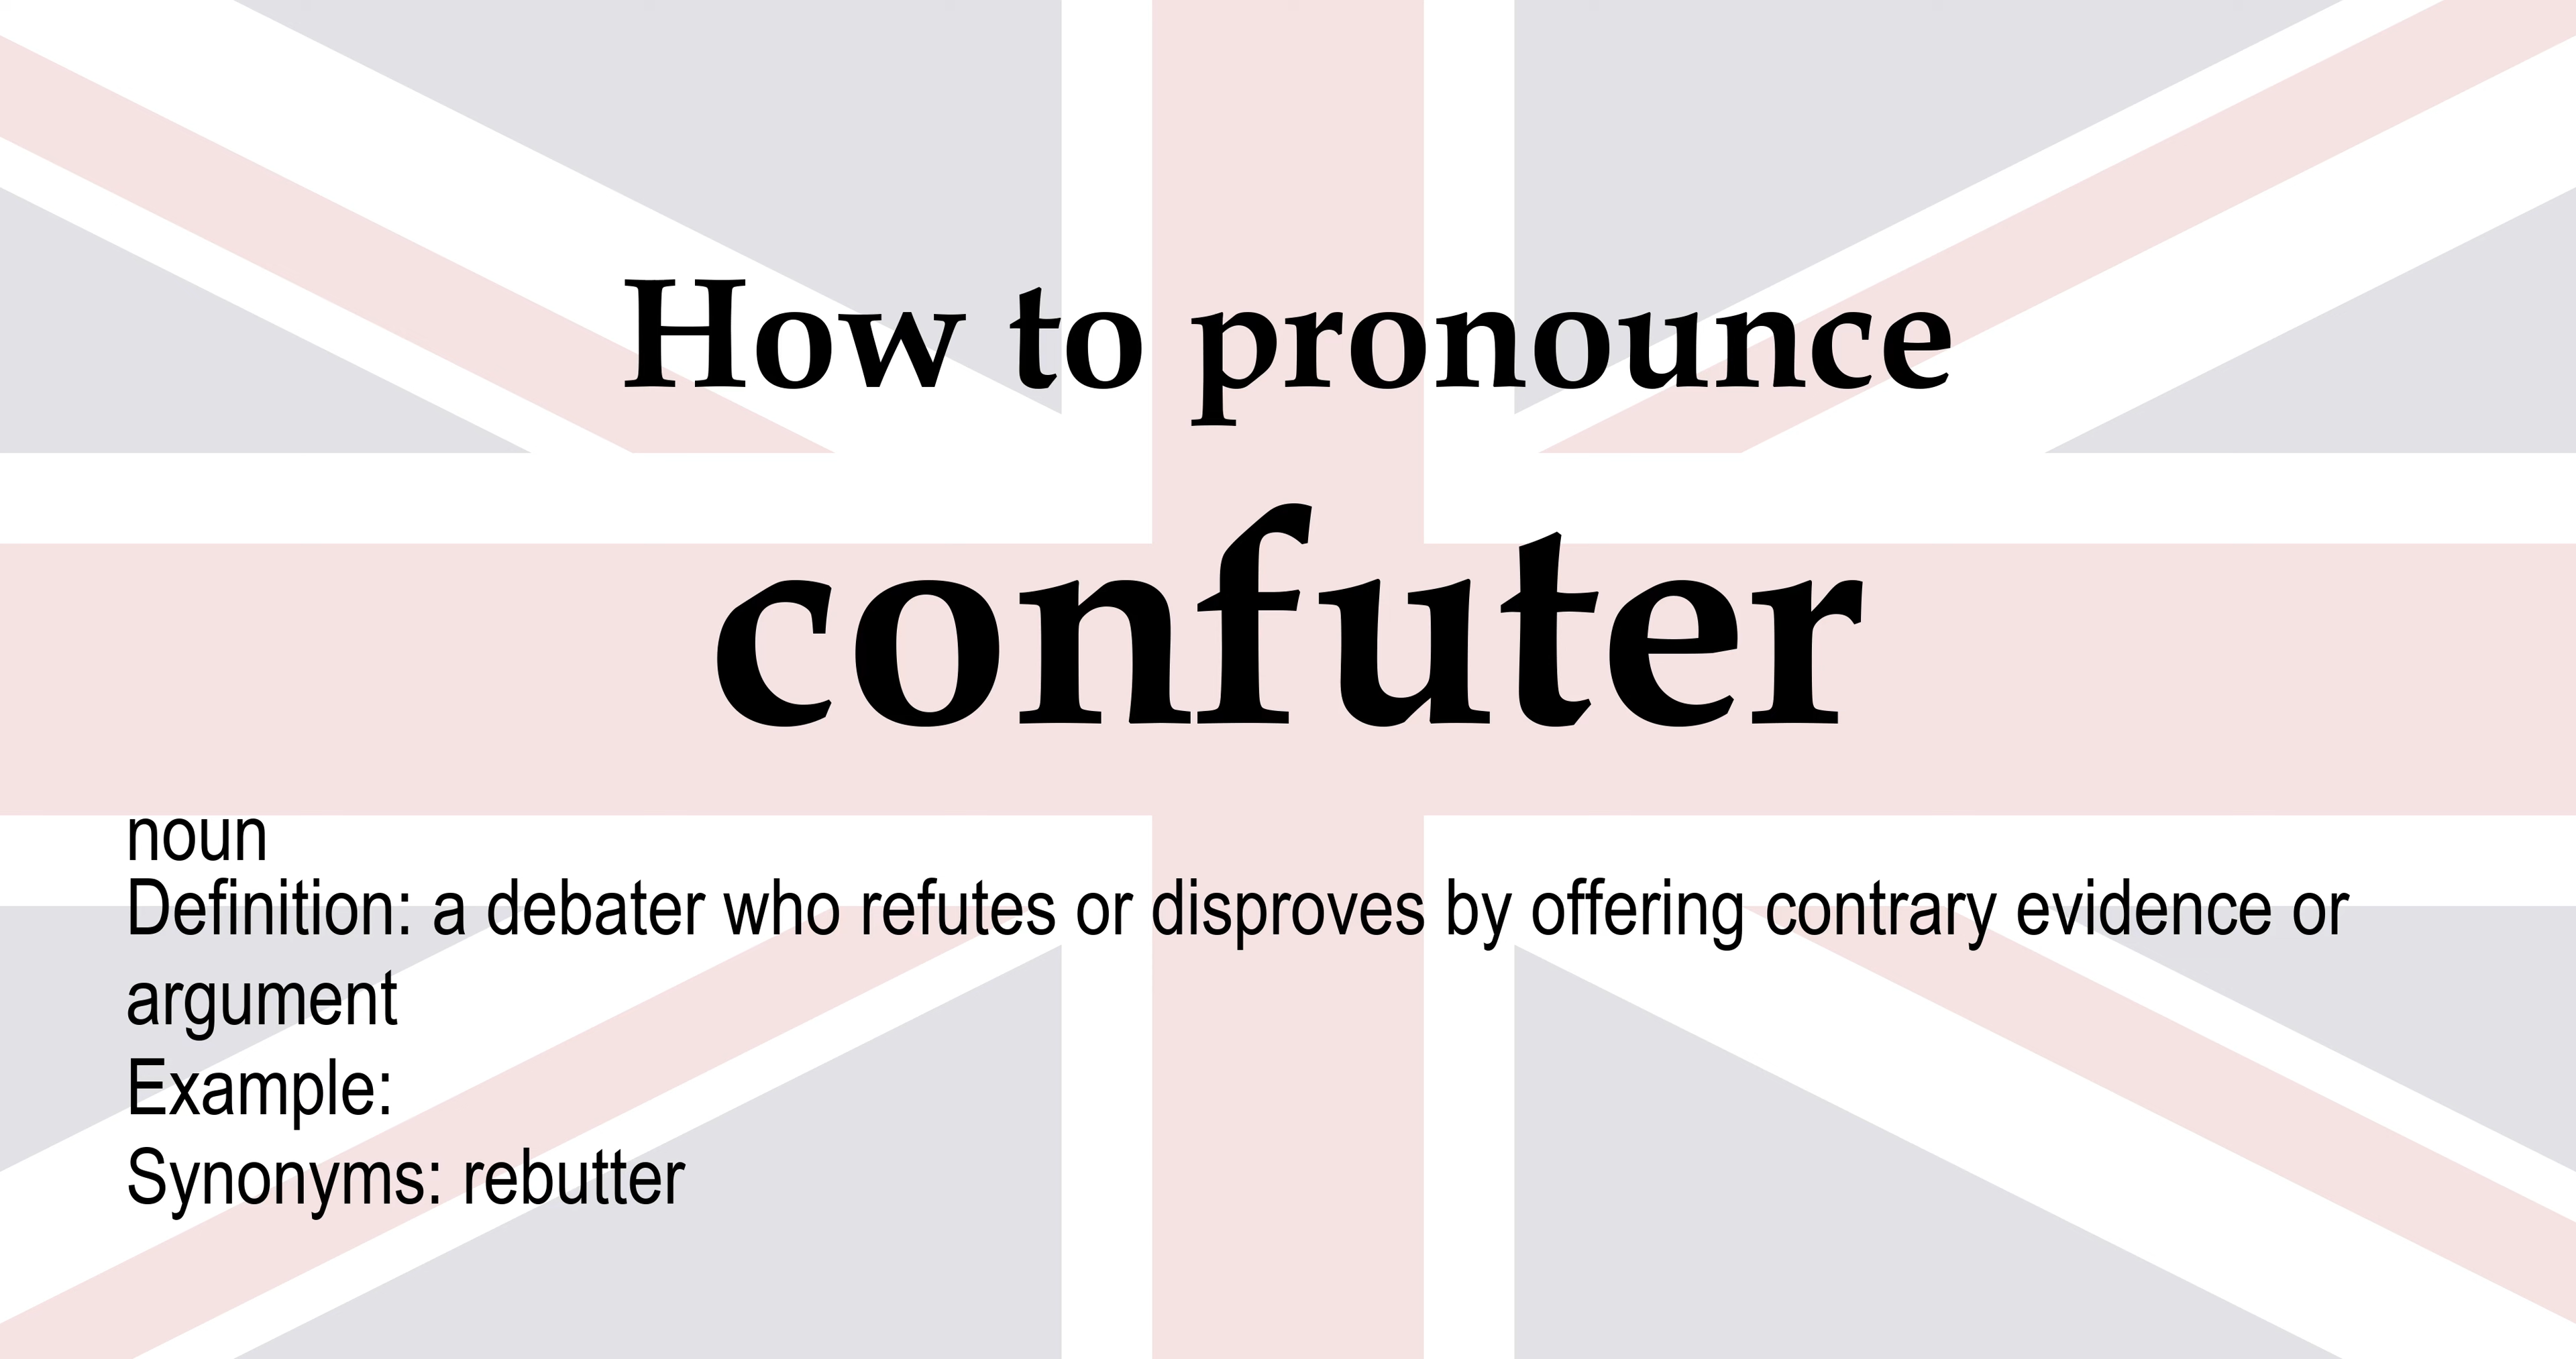 How to pronounce
confuter
noun
Definition: a debater who refutes or disproves by offering contrary evidence or
argument
Example:
Synonyms: rebutter